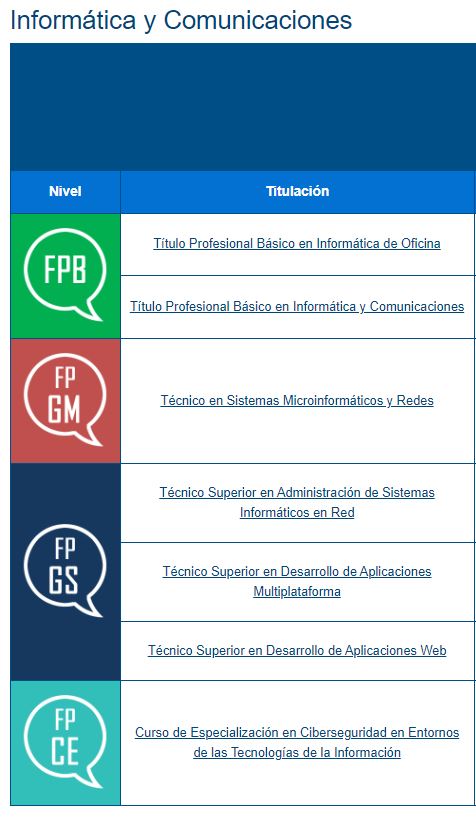 Informática y Comunicaciones
Nivel
Titulación
FPB
Título Profesional Básico en Informática de Oficina
Título Profesional Básico en Informática y Comunicaciones
FP
GM
Técnico en Sistemas Microinformáticos y Redes
FP
GS
Técnico Superior en Administración de Sistemas
Informáticos en Red
Técnico Superior en Desarrollo de Aplicaciones
Multiplataforma
Técnico Superior en Desarrollo de Aplicaciones Web
FP
CE
Curso de Especialización en Ciberseguridad en Entornos
de las Tecnologías de la Información